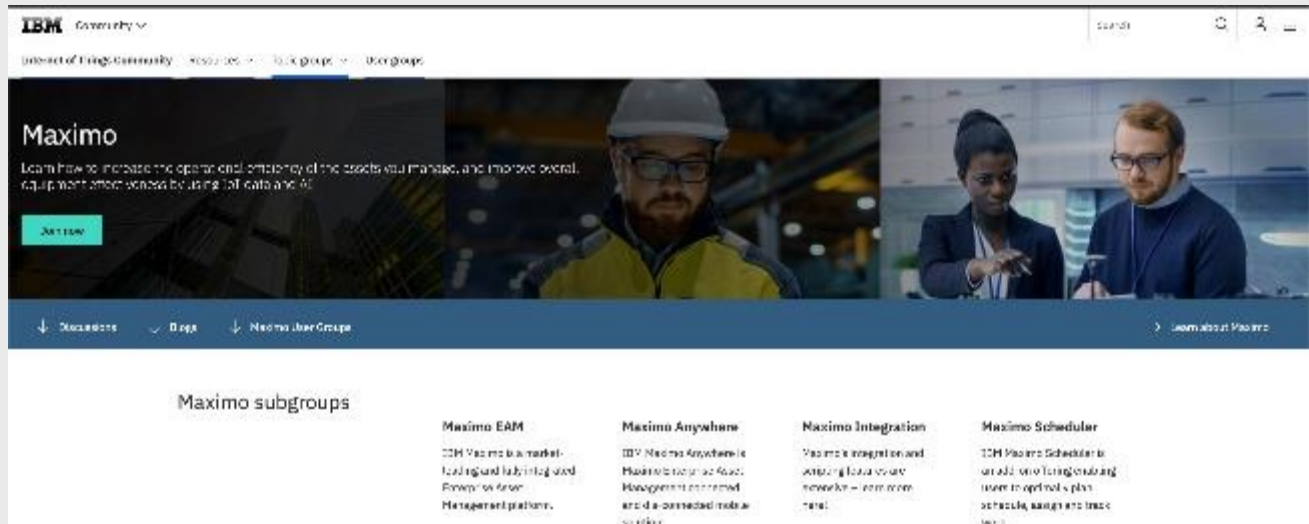 IBM Community
Search
Internet of Things Community Resources Topic groups User groups
Maximo
Learn how to increase the operational efficiency of the assets you manage, and improve overall
equipment effectiveness by using IoT data and AI
Join now
Discussions Blogs Maximo User Groups Learn about Maximo
Maximo subgroups
Maximo EAM
IBM Maximo is a market-
leading and fully integrated
Enterprise Asset
Management platform.
Maximo Anywhere
IBM Maximo Anywhere is
Maximo Enterprise Asset
Management connected
and dis-connected mobile
solution
Maximo Integration
Maximo's integration and
scripting features are
extensive – learn more
here!
Maximo Scheduler
IBM Maximo Scheduler is
an add-on offering enabling
users to optimally plan
schedule, assign and track